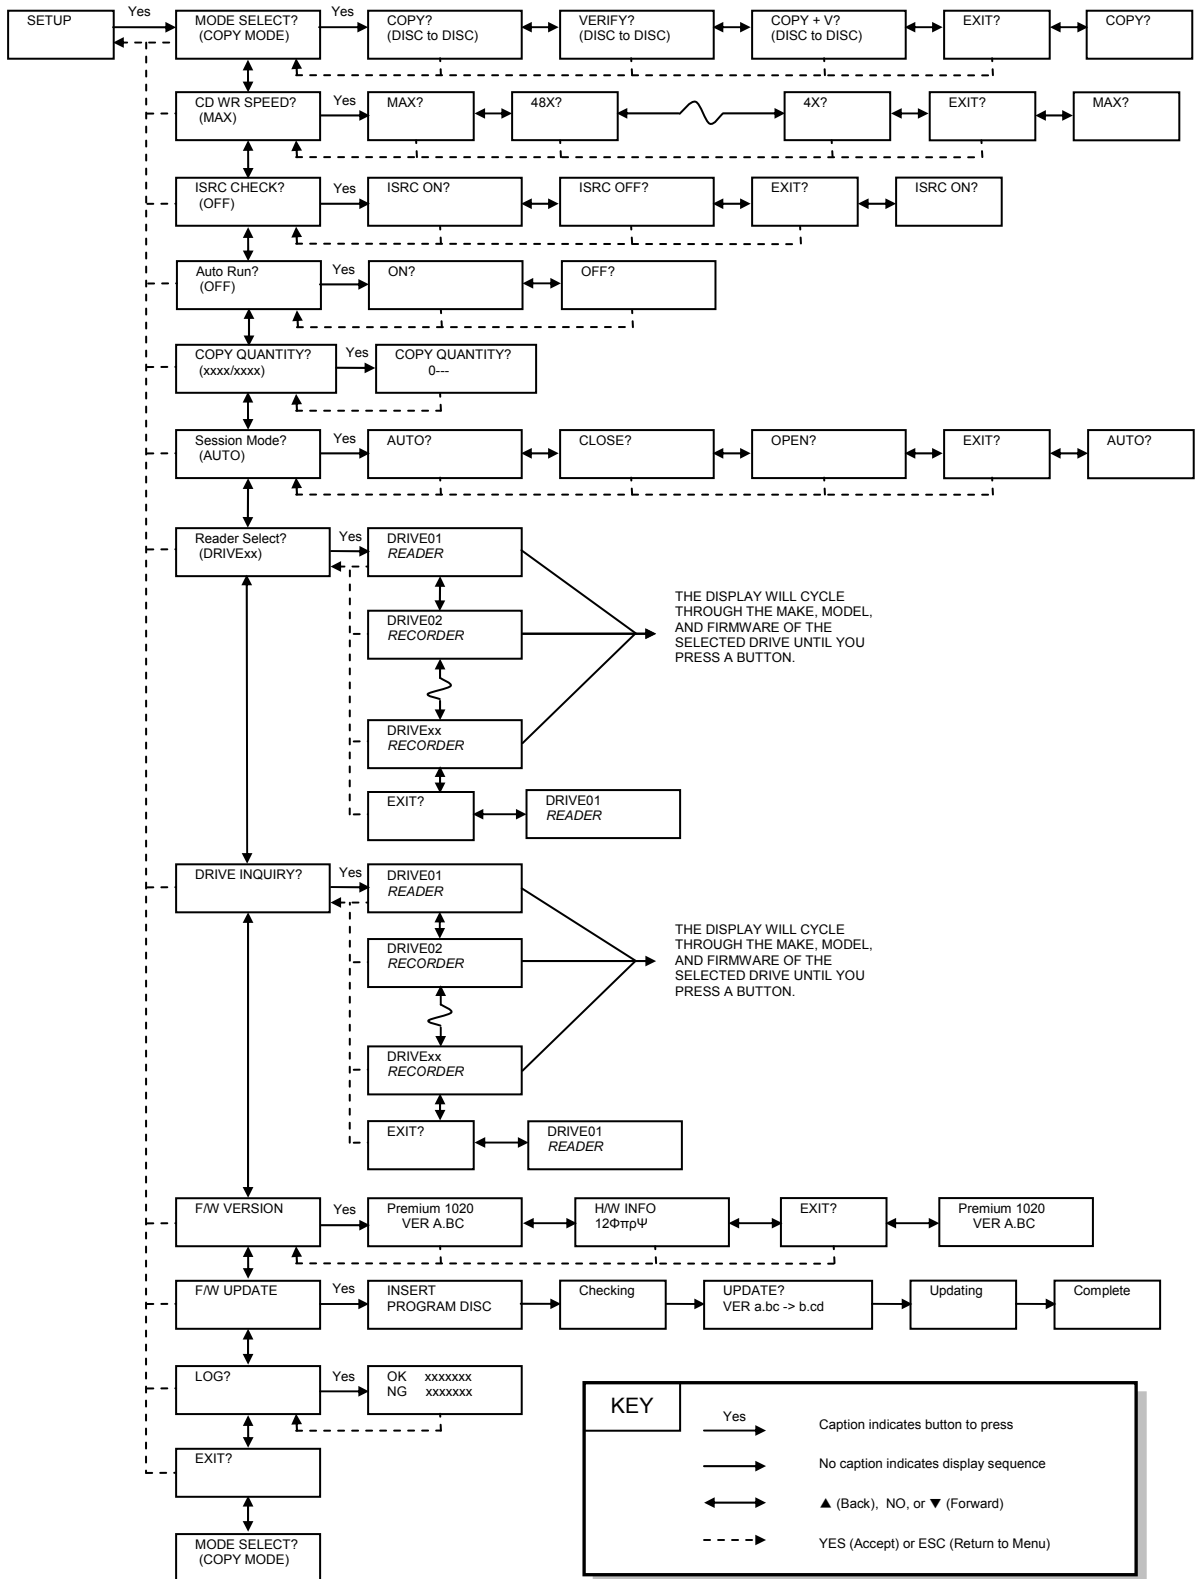 SETUP
Yes
MODE SELECT?
(COPY MODE)
Yes
COPY?
(DISC to DISC)
VERIFY?
(DISC to DISC)
COPY + V?
(DISC to DISC)
EXIT?
COPY?
CD WR SPEED?
(MAX)
Yes
MAX?
48X?
4X?
EXIT?
MAX?
ISRC CHECK?
(OFF)
Yes
ISRC ON?
ISRC OFF?
EXIT?
ISRC ON?
Auto Run?
(OFF)
Yes
ON?
OFF?
COPY QUANTITY?
(xxxx/xxxx)
Yes
COPY QUANTITY?
0---
Session Mode?
(AUTO)
Yes
AUTO?
CLOSE?
OPEN?
EXIT?
AUTO?
Reader Select?
(DRIVExx)
Yes
DRIVE01
READER
DRIVE02
RECORDER
DRIVExx
RECORDER
EXIT?
DRIVE01
READER
THE DISPLAY WILL CYCLE
THROUGH THE MAKE, MODEL,
AND FIRMWARE OF THE
SELECTED DRIVE UNTIL YOU
PRESS A BUTTON.
DRIVE INQUIRY?
Yes
DRIVE01
READER
DRIVE02
RECORDER
DRIVExx
RECORDER
EXIT?
DRIVE01
READER
THE DISPLAY WILL CYCLE
THROUGH THE MAKE, MODEL,
AND FIRMWARE OF THE
SELECTED DRIVE UNTIL YOU
PRESS A BUTTON.
F/W VERSION
Yes
Premium 1020
VER A.BC
H/W INFO
12ΦπρΨ
EXIT?
Premium 1020
VER A.BC
F/W UPDATE
Yes
INSERT
PROGRAM DISC
Checking
UPDATE?
VER a.bc -> b.cd
Updating
Complete
LOG?
Yes
OK xxxxxxx
NG xxxxxxx
EXIT?
MODE SELECT?
(COPY MODE)
KEY
Yes
Caption indicates button to press
No caption indicates display sequence
▲ (Back), NO, or ▼ (Forward)
YES (Accept) or ESC (Return to Menu)